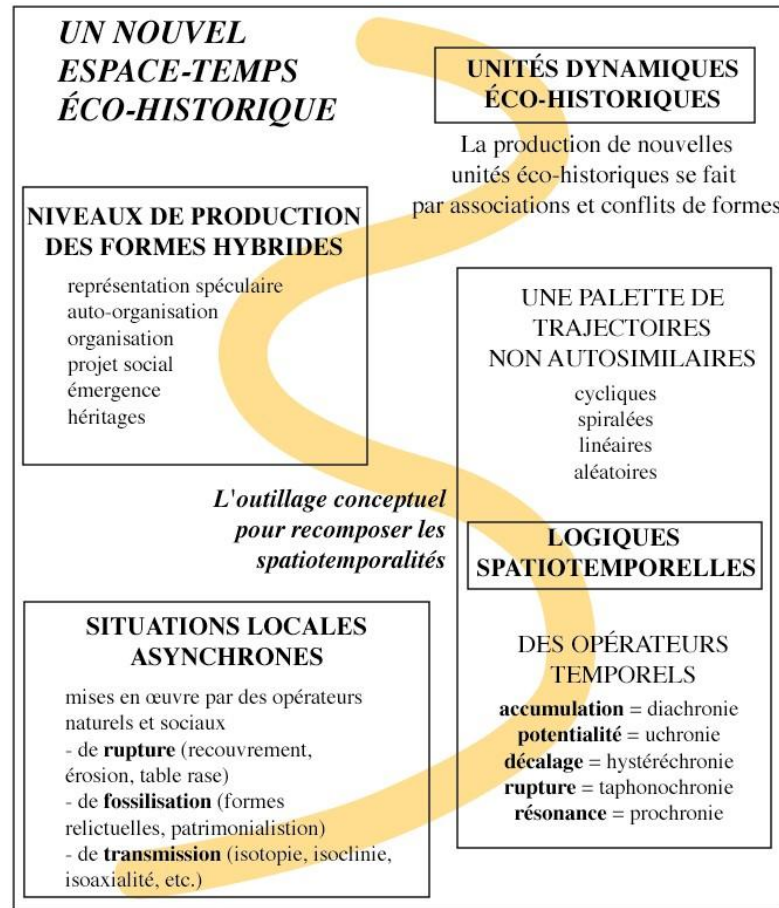 UN NOUVEL
ESPACE-TEMPS
ÉCO-HISTORIQUE
UNITÉS DYNAMIQUES
ÉCO-HISTORIQUES
La production de nouvelles
unités éco-historiques se fait
par associations et conflits de formes
NIVEAUX DE PRODUCTION
DES FORMES HYBRIDES
représentation spéculaire
auto-organisation
organisation
projet social
émergence
héritages
UNE PALETTE DE
TRAJECTOIRES
NON AUTOSIMILAIRES
cycliques
spiralées
linéaires
aléatoires
L'outillage conceptuel
pour recomposer les
spatiotemporalités
LOGIQUES
SPATIOTEMPORELLES
SITUATIONS LOCALES
ASYNCHRONES
mises en œuvre par des opérateurs
naturels et sociaux
- de rupture (recouvrement,
érosion, table rase)
- de fossilisation (formes
relictuelles, patrimonialistion)
- de transmission (isotopie, isoclinie,
isoaxialité, etc.)
DES OPÉRATEURS
TEMPORELS
accumulation = diachronie
potentialité = uchronie
décalage = hystéréchronie
rupture = taphonochronie
résonance = prochronie